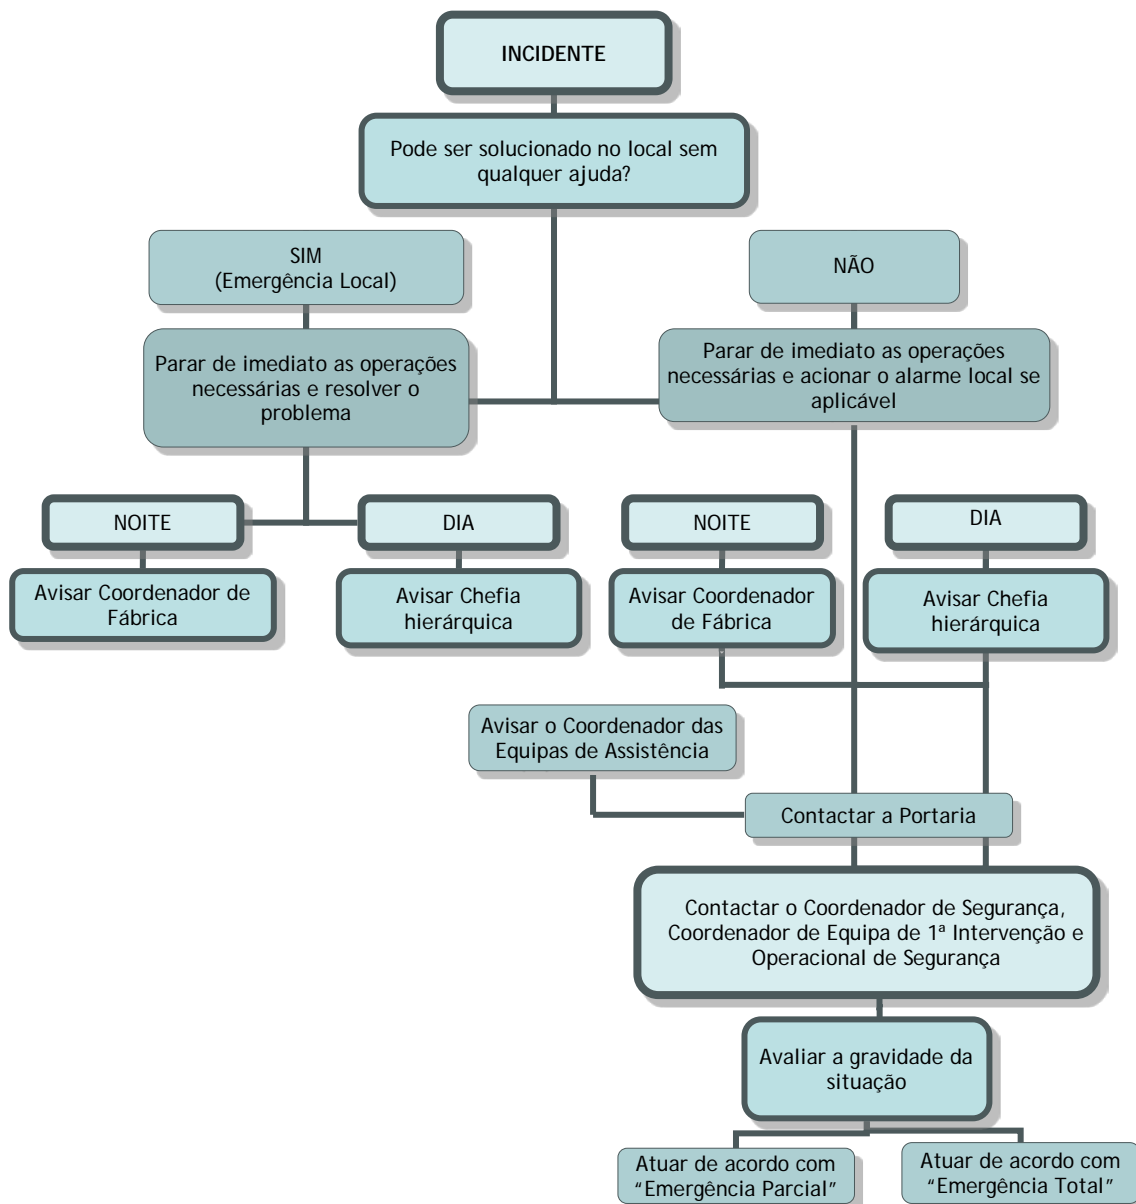 INCIDENTE
Pode ser solucionado no local sem
qualquer ajuda?
SIM
(Emergência Local)
NÃO
Parar de imediato as operações
necessárias e resolver o
problema
Parar de imediato as operações
necessárias e acionar o alarme local se
aplicável
NOITE
DIA
NOITE
DIA
Avisar Coordenador de
Fábrica
Avisar Chefia
hierárquica
Avisar Coordenador
de Fábrica
Avisar Chefia
hierárquica
Avisar o Coordenador das
Equipas de Assistência
Contactar a Portaria
Contactar o Coordenador de Segurança,
Coordenador de Equipa de 1ª Intervenção e
Operacional de Segurança
Avaliar a gravidade da
situação
Atuar de acordo com
“Emergência Parcial”
Atuar de acordo com
“Emergência Total”